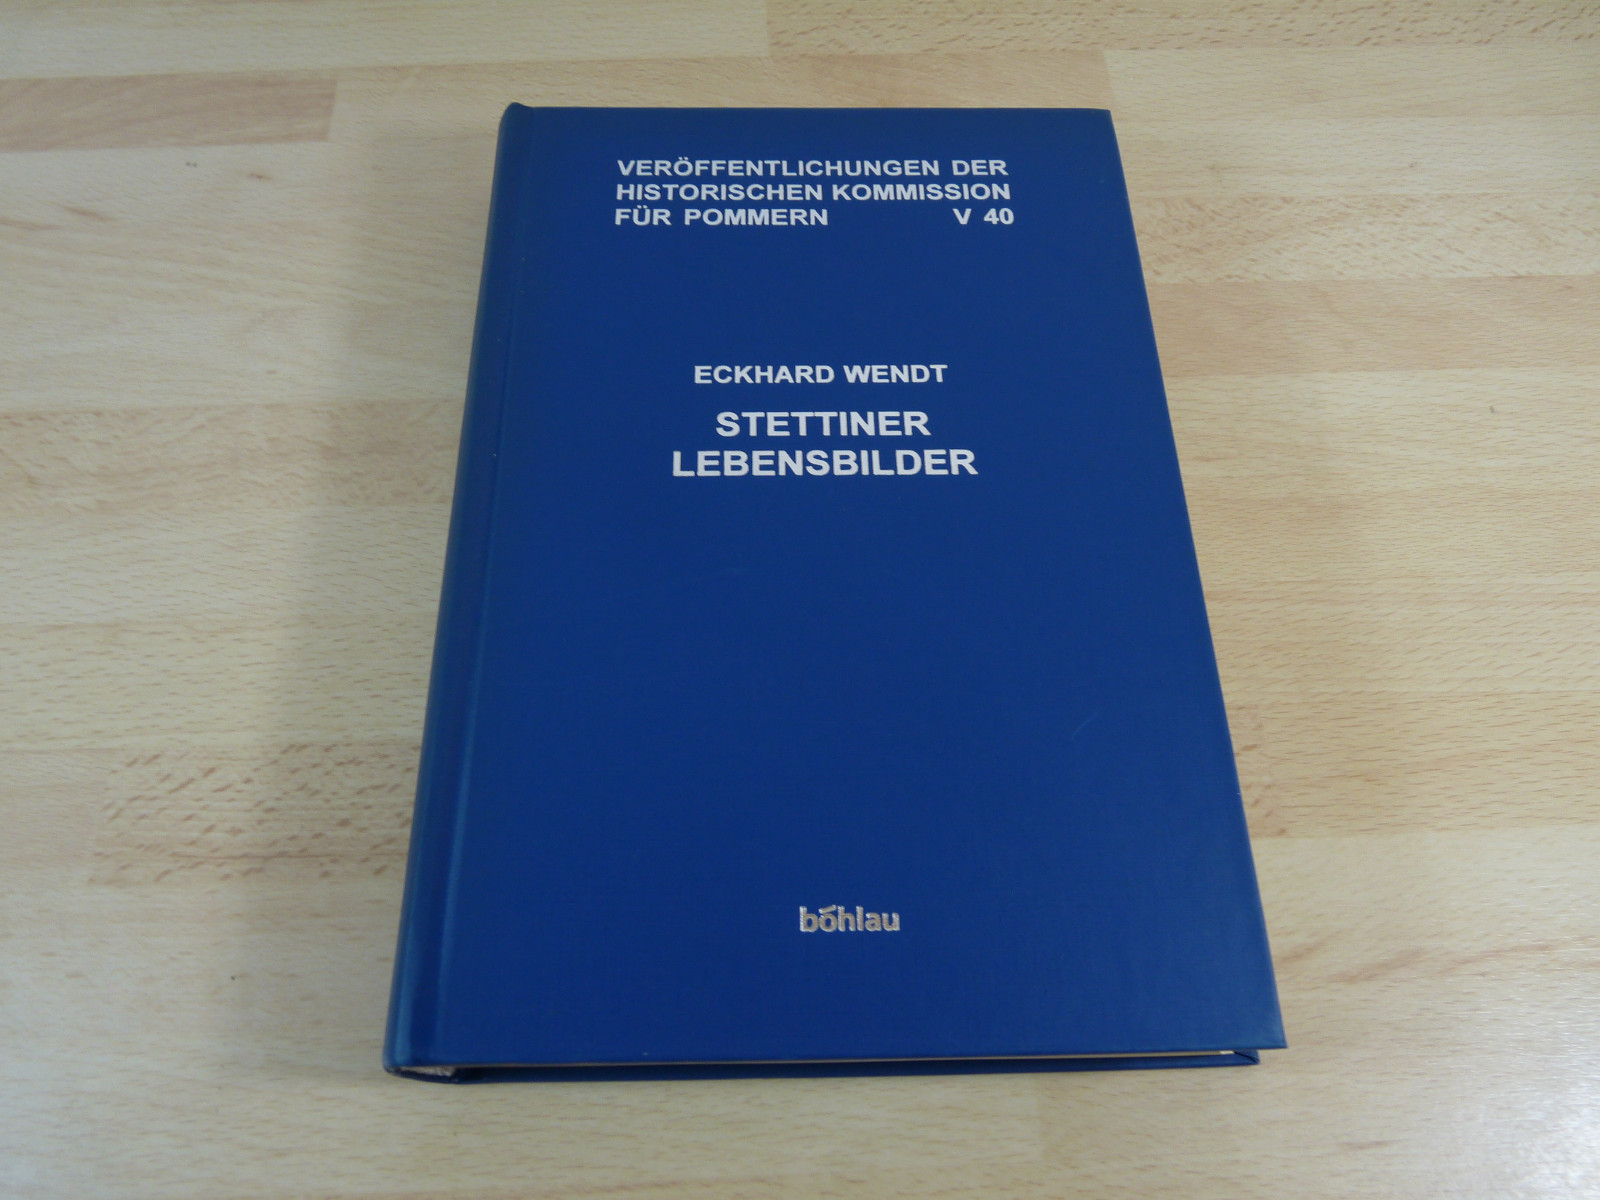 VERÖFFENTLICHUNGEN DER
HISTORISCHEN KOMMISSION
FÜR POMMERN V 40
ECKHARD WENDT
STETTINER
LEBENSBILDER
böhlau